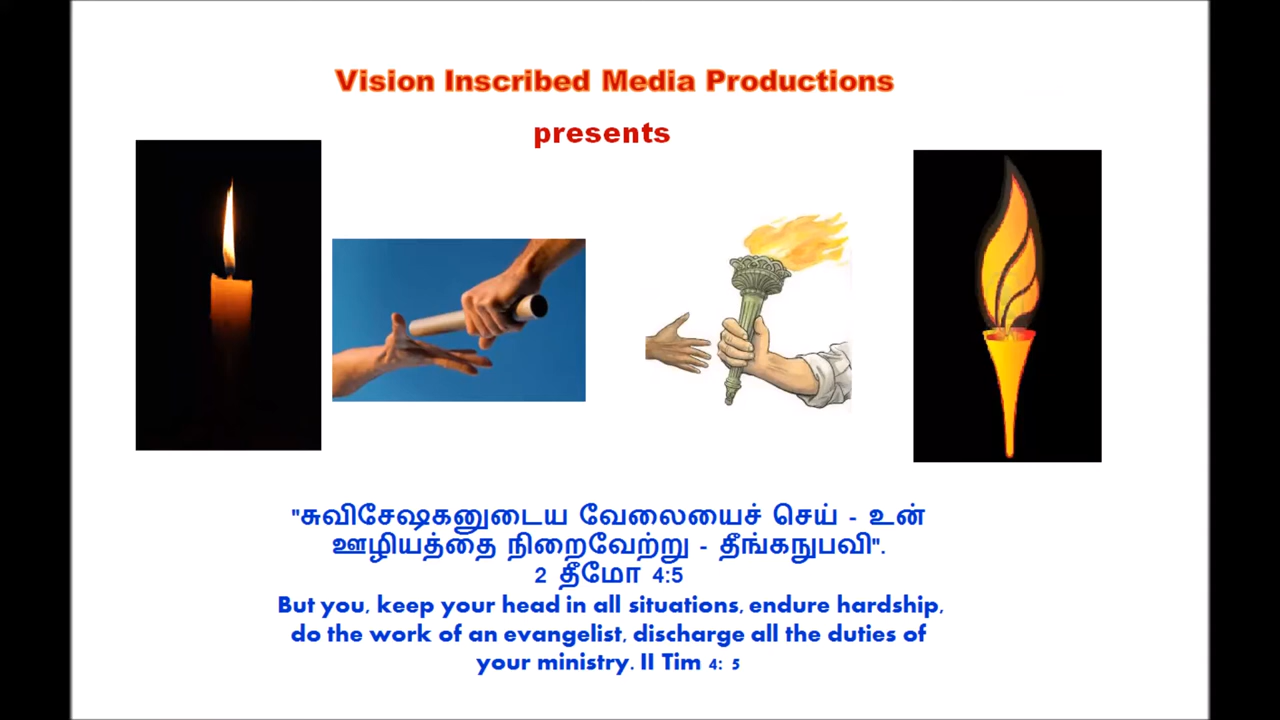 Vision Inscribed Media Productions
presents
"சுவிசேஷகனுடைய வேலையைச் செய் - உன்
ஊழியத்தை நிறைவேற்று - தீங்கநுபவி".
2 தீமோ 4:5
But you, keep your head in all situations, endure hardship,
do the work of an evangelist, discharge all the duties of
your ministry. II Tim 4: 5